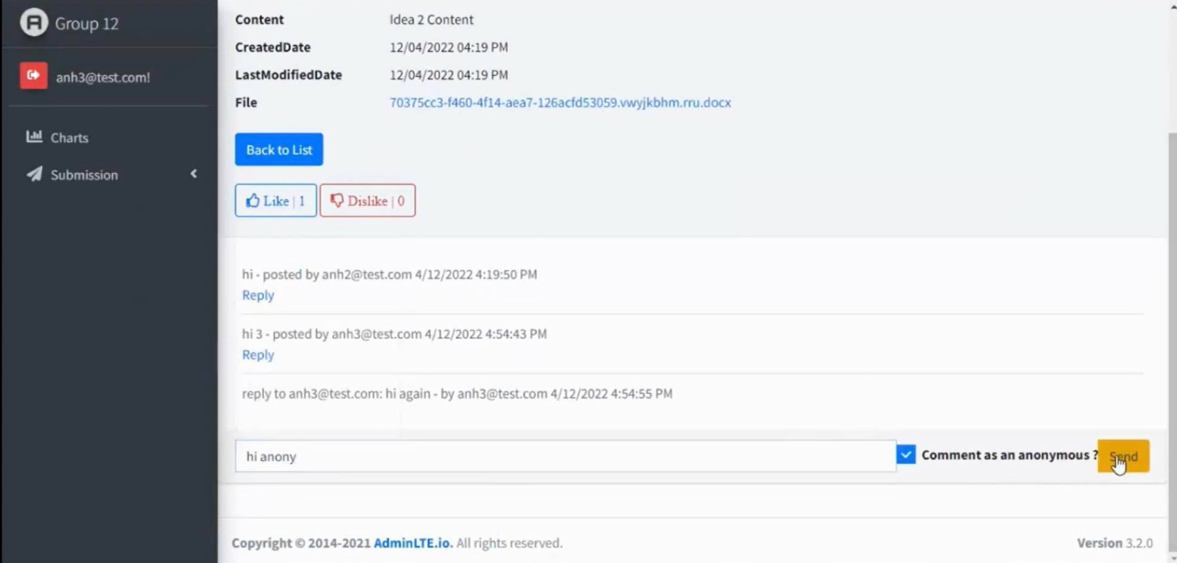 Group 12
anh3@test.com!
Charts
Submission
Content Idea 2 Content
CreatedDate 12/04/2022 04:19 PM
LastModifiedDate 12/04/2022 04:19 PM
File 70375cc3-f460-4f14-aea7-126acfd53059.vwyjkbhm.rru.docx
Back to List
Like | 1 Dislike | 0
hi - posted by anh2@test.com 4/12/2022 4:19:50 PM
Reply
hi 3 - posted by anh3@test.com 4/12/2022 4:54:43 PM
Reply
reply to anh3@test.com: hi again - by anh3@test.com 4/12/2022 4:54:55 PM
hi anony Comment as an anonymous ? Send
Copyright © 2014-2021 AdminLTE.io. All rights reserved. Version 3.2.0